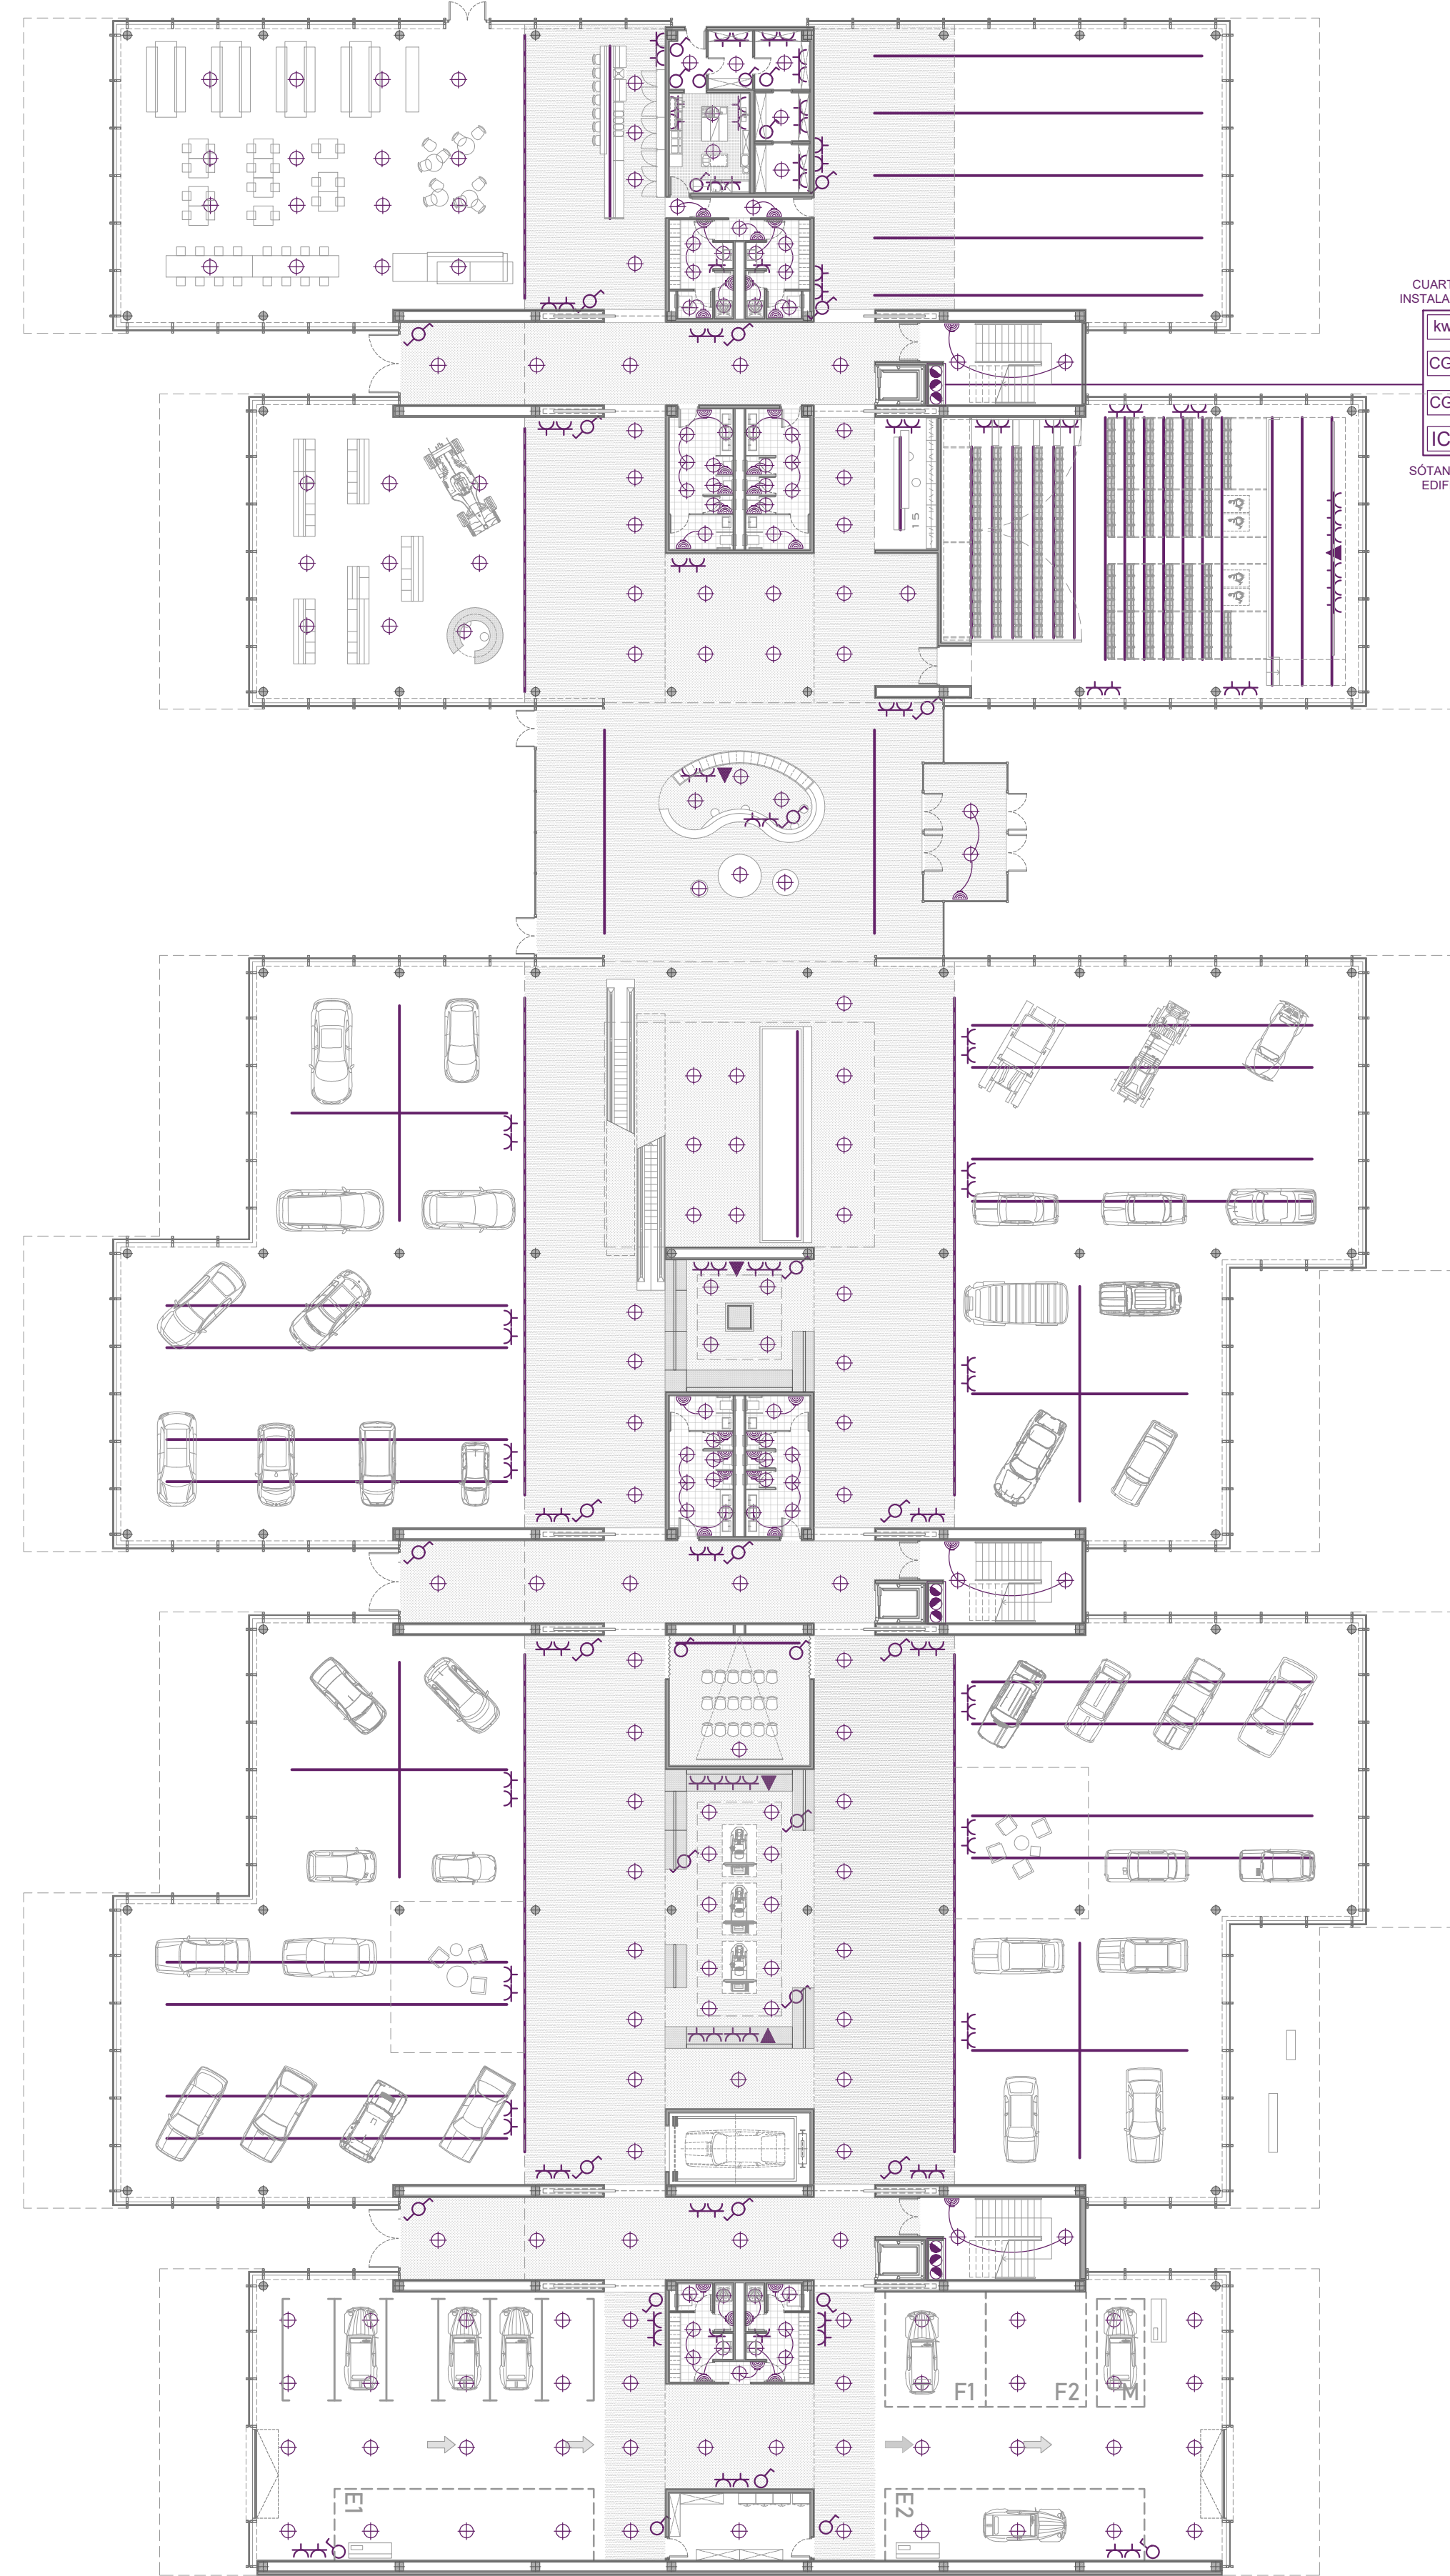 CUART
INSTALA
kw
CG
CG
IC
SÓTAN
EDIF
15
F1
F2
M
E1
E2